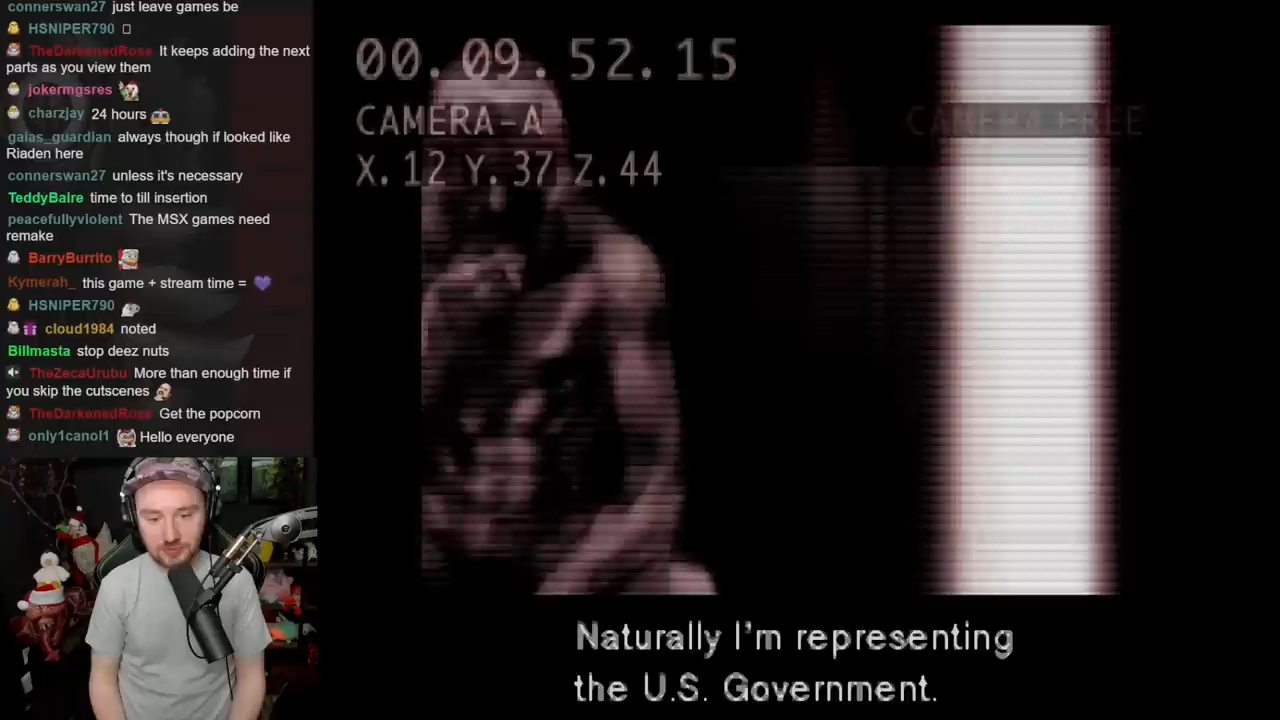 connerswan27 just leave games be
HSNIPER790
TheDarkenedRose It keeps adding the next
parts as you view them
jokermgsres
charzjay 24 hours
gaias_guardian always though if looked like
Riaden here
connerswan27 unless it's necessary
TeddyBaire time to till insertion
peacefullyviolent The MSX games need
remake
BarryBurrito
Kymerah_ this game + stream time =
HSNIPER790
cloud1984 noted
Billmasta stop deez nuts
TheZecaUrubu More than enough time if
you skip the cutscenes
TheDarkenedRose Get the popcorn
only1canol1 Hello everyone
00.09.52.15
CAMERA-A
X.12 Y.37 Z.44
CAMERA FREE
Naturally I'm representing
the U.S. Government.